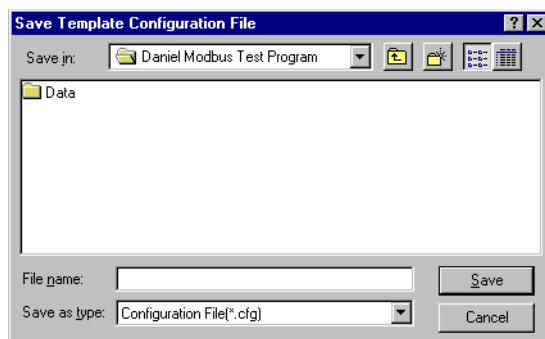 Save Template Configuration File
Save in: Daniel Modbus Test Program
Data
File name: Save
Save as type: Configuration File(*.cfg) Cancel